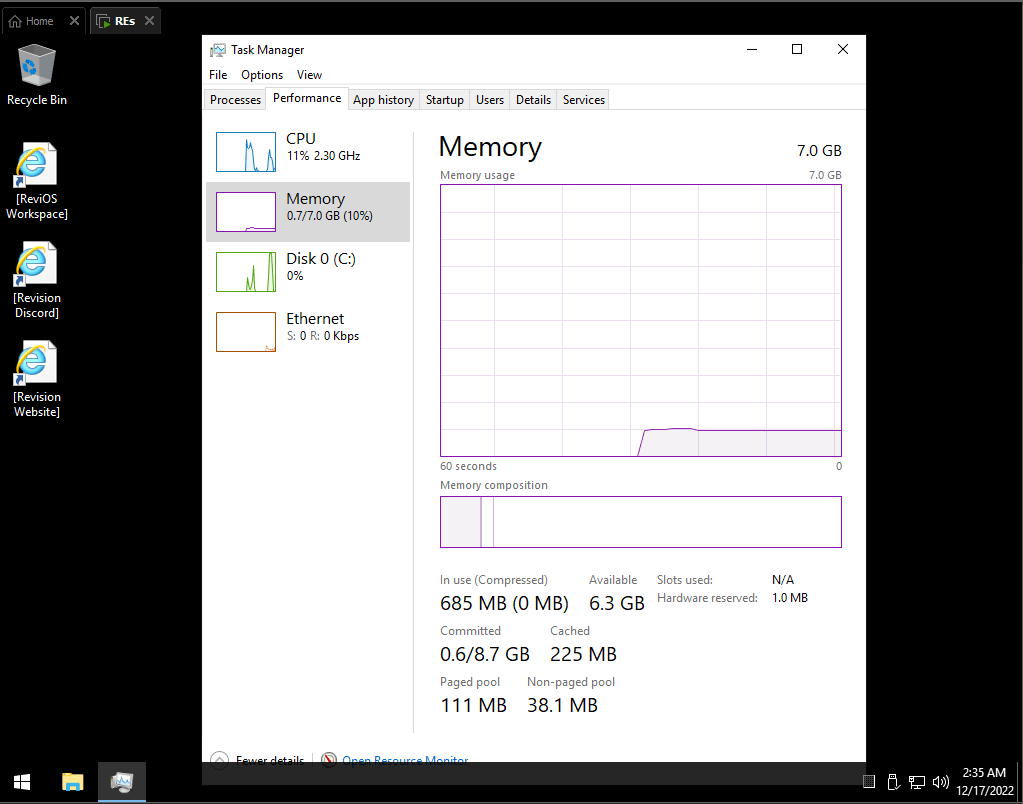 Home
REs
Recycle Bin
[ReviOS
Workspace]
[Revision
Discord]
[Revision
Website]
Task Manager
File Options View
Processes Performance App history Startup Users Details Services
CPU
11% 2.30 GHz
Memory
0.7/7.0 GB (10%)
Disk 0 (C:)
0%
Ethernet
S: 0 R: 0 Kbps
Memory 7.0 GB
Memory usage 7.0 GB
60 seconds 0
Memory composition
In use (Compressed) Available Slots used: N/A
685 MB (0 MB) 6.3 GB Hardware reserved: 1.0 MB
Committed Cached
0.6/8.7 GB 225 MB
Paged pool Non-paged pool
111 MB 38.1 MB
Fewer details Open Resource Monitor
2:35 AM
12/17/2022